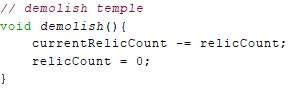 // demolish temple
void demolish(){
    currentRelicCount -= relicCount;
    relicCount = 0;
}